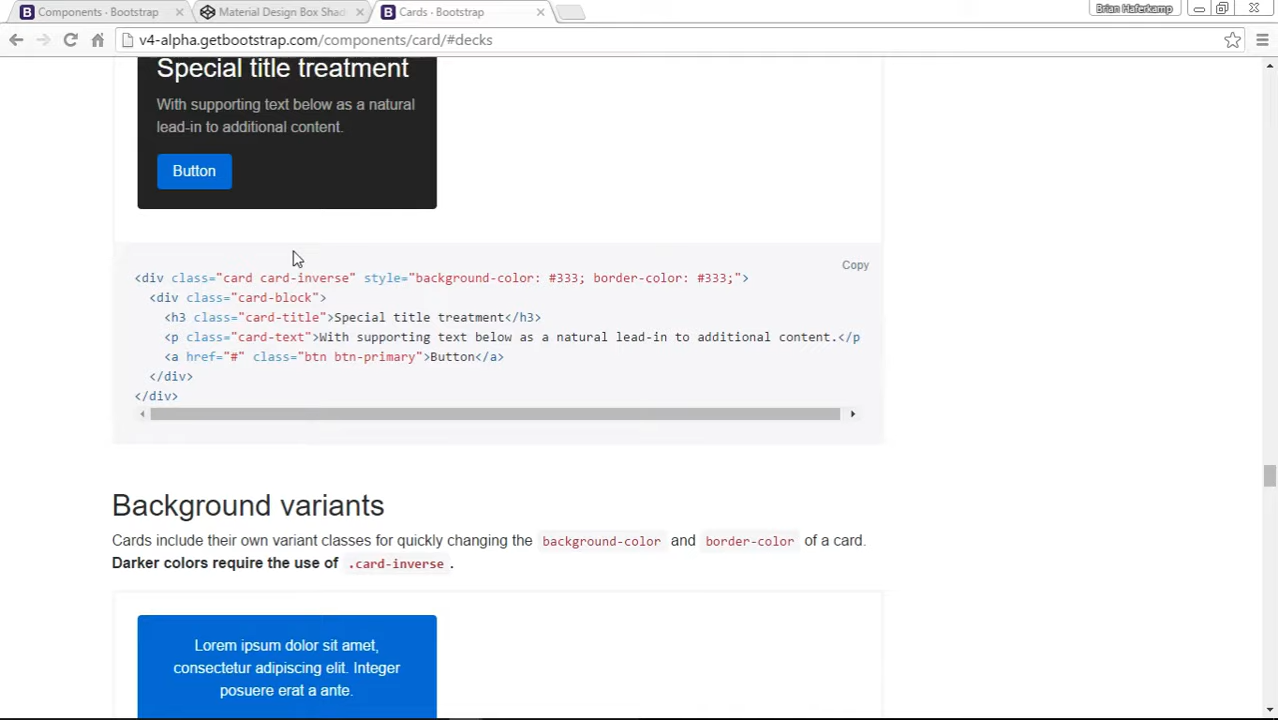 Components - Bootstrap
Material Design Box Shad
Cards - Bootstrap
Brian Haferkamp
v4-alpha.getbootstrap.com/components/card/#decks
Special title treatment
With supporting text below as a natural
lead-in to additional content.
Button
Copy
<div class="card card-inverse" style="background-color: #333; border-color: #333;">
<div class="card-block">
<h3 class="card-title">Special title treatment</h3>
<p class="card-text">With supporting text below as a natural lead-in to additional content.</p
<a href="#" class="btn btn-primary">Button</a>
</div>
</div>
Background variants
Cards include their own variant classes for quickly changing the background-color and border-color of a card.
Darker colors require the use of .card-inverse.
Lorem ipsum dolor sit amet,
consectetur adipiscing elit. Integer
posuere erat a ante.